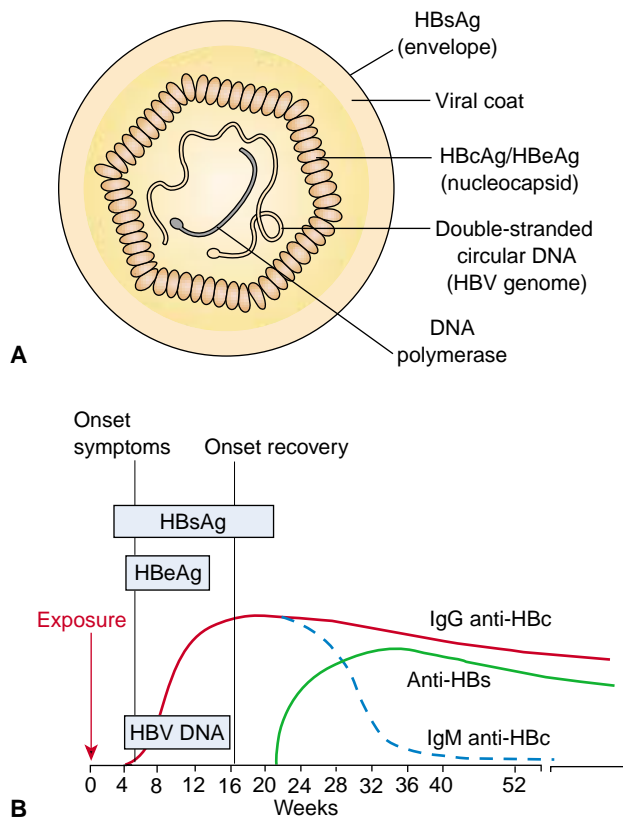 HBsAg
(envelope)
Viral coat
HBcAg/HBeAg
(nucleocapsid)
Double-stranded
circular DNA
(HBV genome)
DNA
polymerase
A
Onset
symptoms
Onset recovery
HBsAg
HBeAg
Exposure
IgG anti-HBc
Anti-HBs
HBV DNA
IgM anti-HBc
0 4 8 12 16 20 24 28 32 36 40 52
Weeks
B